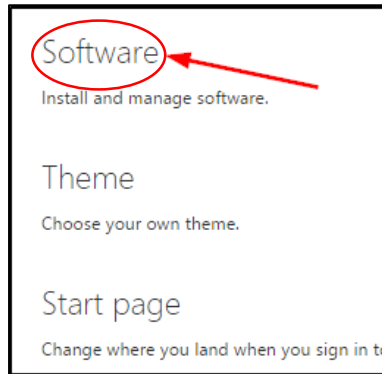 Software
Install and manage software.
Theme
Choose your own theme.
Start page
Change where you land when you sign in to